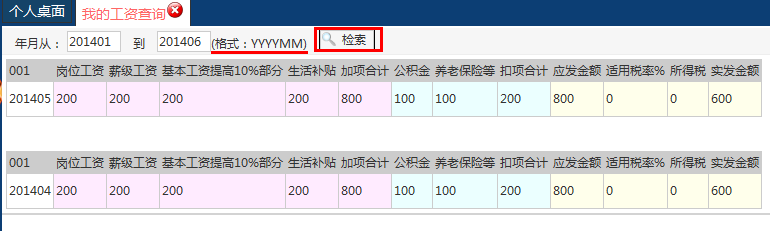 个人桌面 我的工资查询
年月从： 201401 到 201406 (格式：YYYYMM) 检索
001 岗位工资 薪级工资 基本工资提高10%部分 生活补贴 加项合计 公积金 养老保险等 扣项合计 应发金额 适用税率% 所得税 实发金额
201405 200 200 200 200 800 100 100 200 800 0 0 600
001 岗位工资 薪级工资 基本工资提高10%部分 生活补贴 加项合计 公积金 养老保险等 扣项合计 应发金额 适用税率% 所得税 实发金额
201404 200 200 200 200 800 100 100 200 800 0 0 600